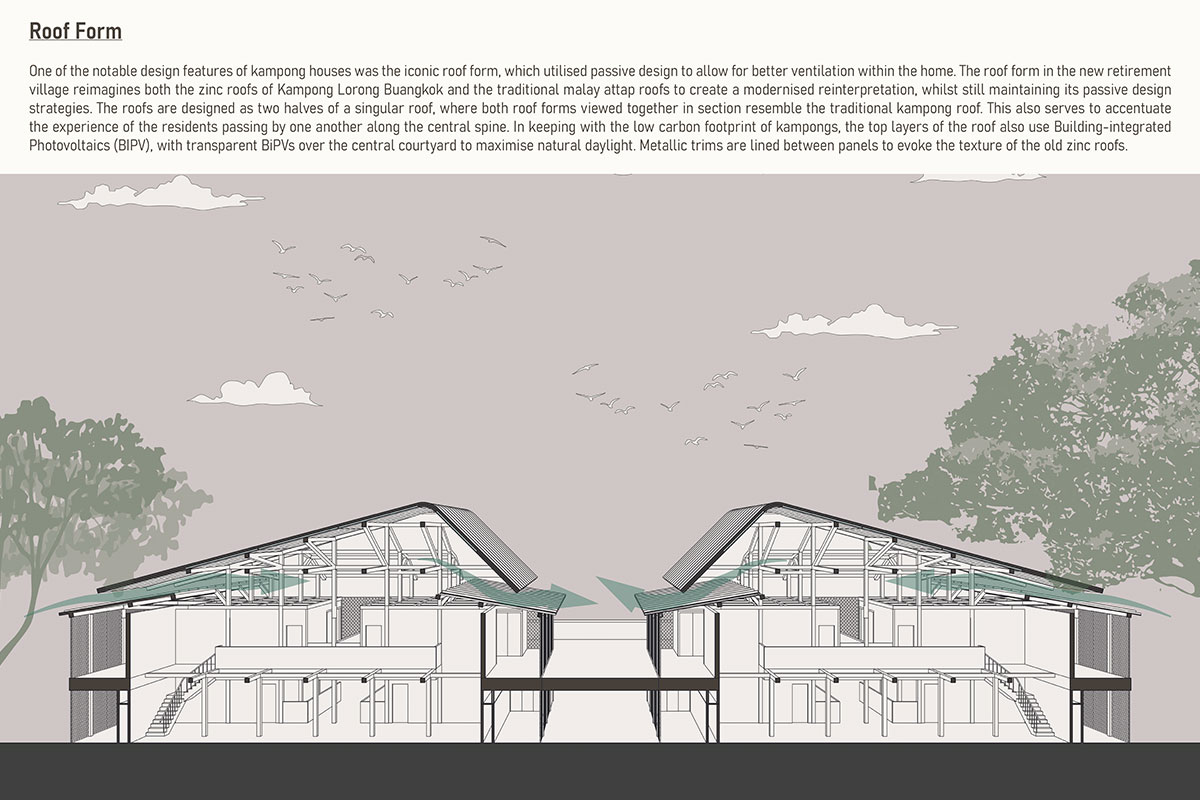 Roof Form
One of the notable design features of kampong houses was the iconic roof form, which utilised passive design to allow for better ventilation within the home. The roof form in the new retirement
village reimagines both the zinc roofs of Kampong Lorong Buangkok and the traditional malay attap roofs to create a modernised reinterpretation, whilst still maintaining its passive design
strategies. The roofs are designed as two halves of a singular roof, where both roof forms viewed together in section resemble the traditional kampong roof. This also serves to accentuate
the experience of the residents passing by one another along the central spine. In keeping with the low carbon footprint of kampongs, the top layers of the roof also use Building-integrated
Photovoltaics (BIPV), with transparent BiPVs over the central courtyard to maximise natural daylight. Metallic trims are lined between panels to evoke the texture of the old zinc roofs.